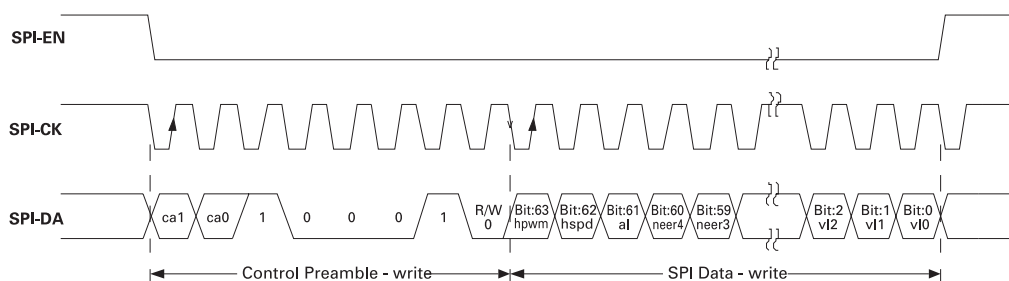 SPI-EN
SPI-CK
SPI-DA
ca1 ca0 1 0 0 0 1 R/W 0 Bit:63 hpwm Bit:62 hspd Bit:61 al Bit:60 neer4 Bit:59 neer3 Bit:2 vl2 Bit:1 vl1 Bit:0 vl0
Control Preamble - write SPI Data - write